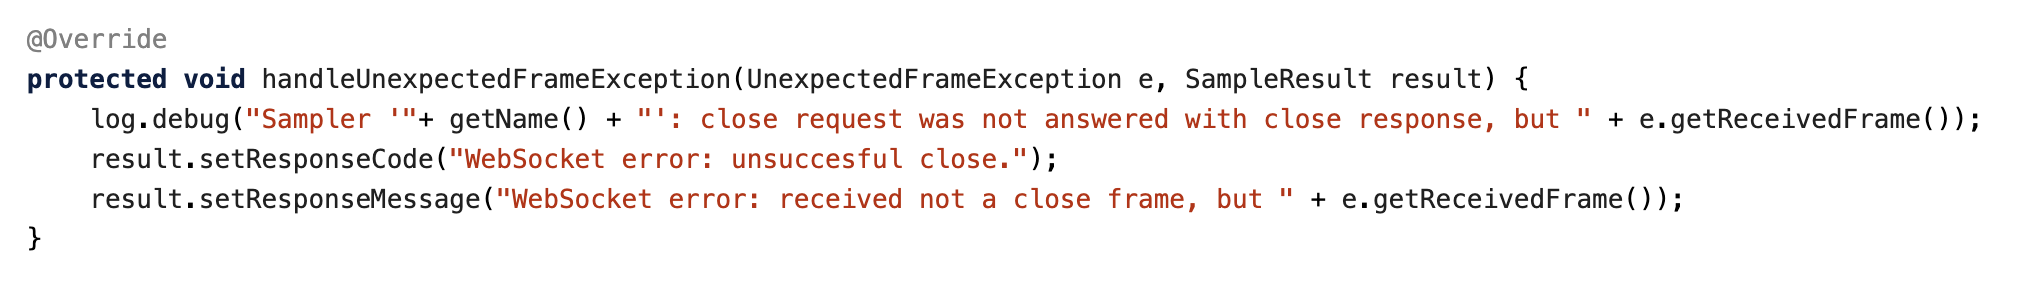 @Override
protected void handleUnexpectedFrameException(UnexpectedFrameException e, SampleResult result) {
    log.debug("Sampler '"+ getName() + "': close request was not answered with close response, but " + e.getReceivedFrame());
    result.setResponseCode("WebSocket error: unsuccesful close.");
    result.setResponseMessage("WebSocket error: received not a close frame, but " + e.getReceivedFrame());
}